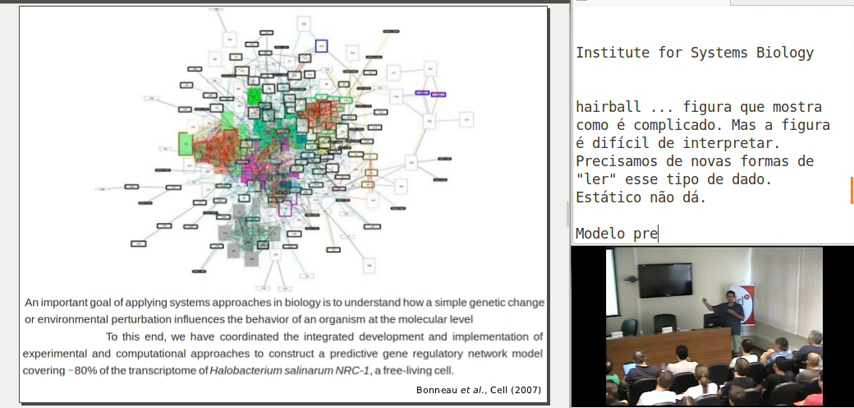 An important goal of applying systems approaches in biology is to understand how a simple genetic change
or environmental perturbation influences the behavior of an organism at the molecular level
To this end, we have coordinated the integrated development and implementation of
experimental and computational approaches to construct a predictive gene regulatory network model
covering ~80% of the transcriptome of Halobacterium salinarum NRC-1, a free-living cell.
Bonneau et al., Cell (2007)
Institute for Systems Biology
hairball ... figura que mostra
como é complicado. Mas a figura
é difícil de interpretar.
Precisamos de novas formas de
"ler" esse tipo de dado.
Estático não dá.
Modelo pre